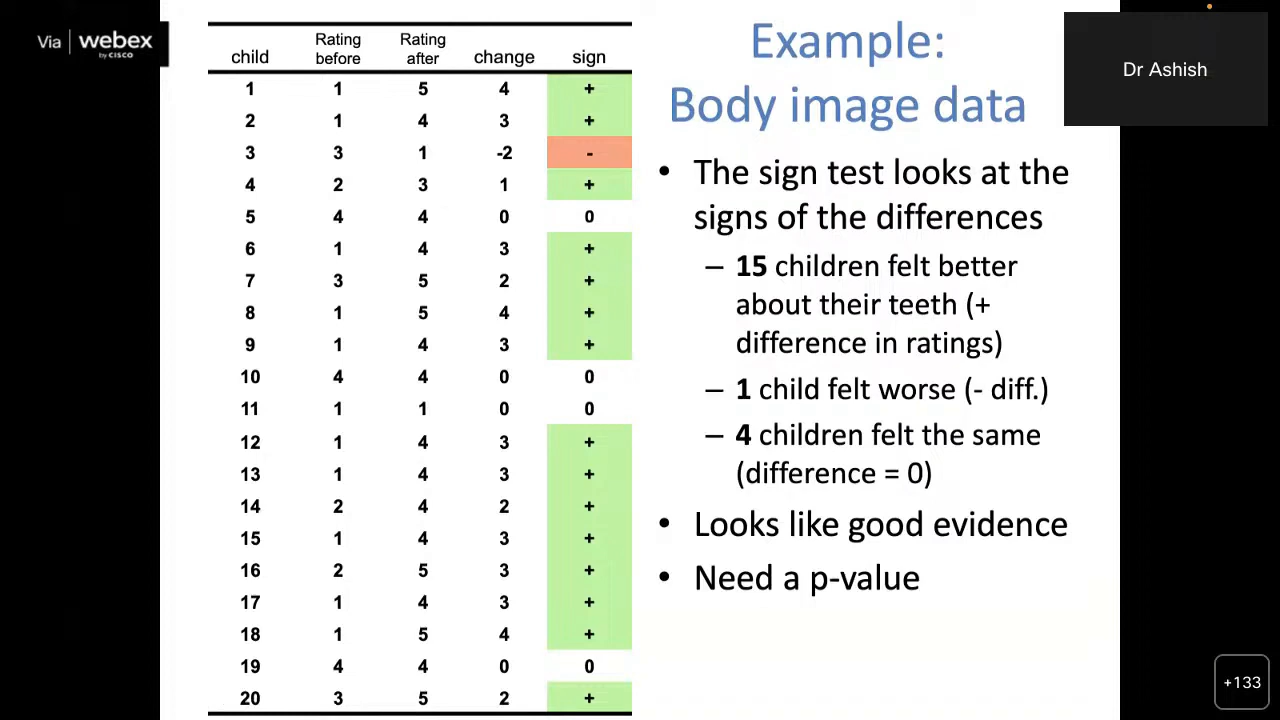 Via | webex
by CISCO
child Rating before Rating after change sign
1 1 5 4 +
2 1 4 3 +
3 3 1 -2 -
4 2 3 1 +
5 4 4 0 0
6 1 4 3 +
7 3 5 2 +
8 1 5 4 +
9 1 4 3 +
10 4 4 0 0
11 1 1 0 0
12 1 4 3 +
13 1 4 3 +
14 2 4 2 +
15 1 4 3 +
16 2 5 3 +
17 1 4 3 +
18 1 5 4 +
19 4 4 0 0
20 3 5 2 +
Example:
Body image data
• The sign test looks at the
signs of the differences
– 15 children felt better
about their teeth (+
difference in ratings)
– 1 child felt worse (- diff.)
– 4 children felt the same
(difference = 0)
• Looks like good evidence
• Need a p-value
Dr Ashish
+133